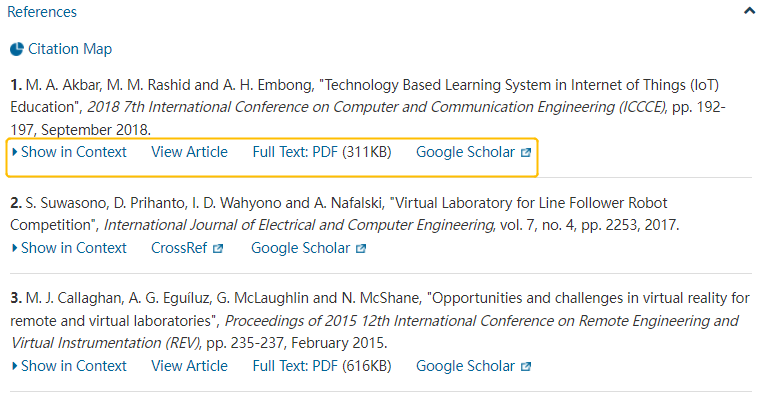 References
Citation Map
1. M. A. Akbar, M. M. Rashid and A. H. Embong, "Technology Based Learning System in Internet of Things (IoT)
Education", 2018 7th International Conference on Computer and Communication Engineering (ICCCE), pp. 192-
197, September 2018.
Show in Context View Article Full Text: PDF (311KB) Google Scholar
2. S. Suwasono, D. Prihanto, I. D. Wahyono and A. Nafalski, "Virtual Laboratory for Line Follower Robot
Competition", International Journal of Electrical and Computer Engineering, vol. 7, no. 4, pp. 2253, 2017.
Show in Context CrossRef Google Scholar
3. M. J. Callaghan, A. G. Eguíluz, G. McLaughlin and N. McShane, "Opportunities and challenges in virtual reality for
remote and virtual laboratories", Proceedings of 2015 12th International Conference on Remote Engineering and
Virtual Instrumentation (REV), pp. 235-237, February 2015.
Show in Context View Article Full Text: PDF (616KB) Google Scholar